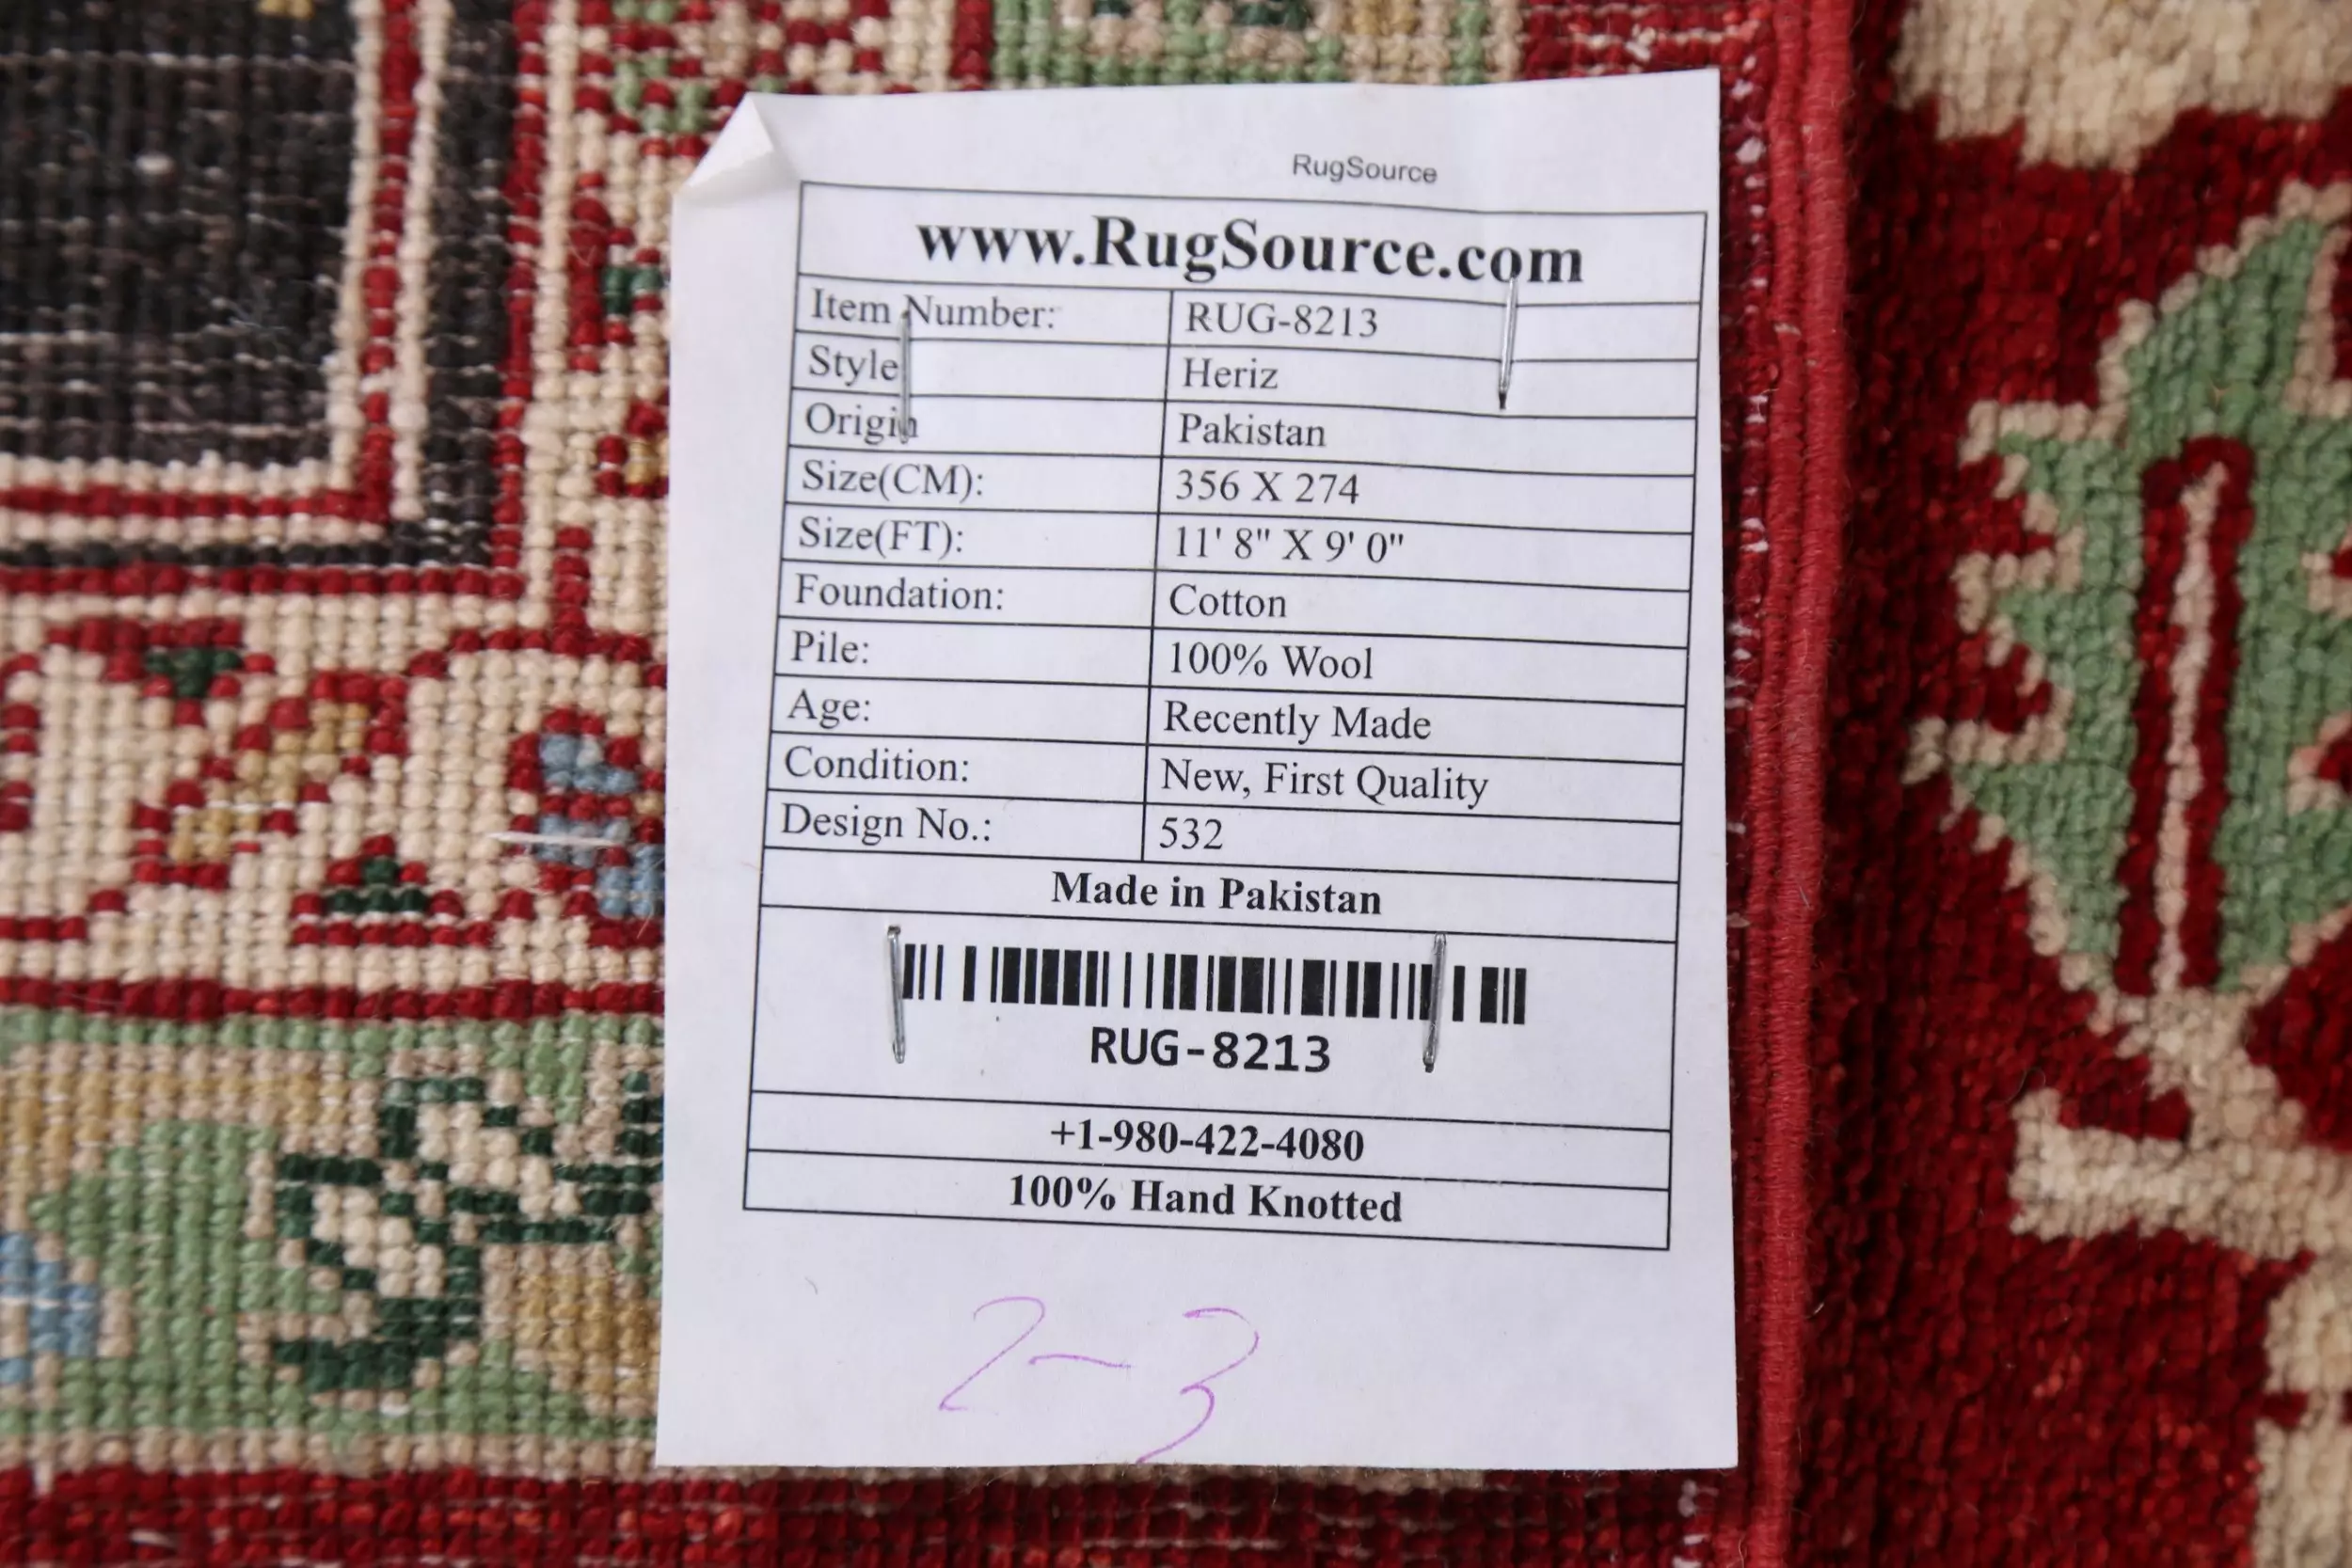 RugSource
www.RugSource.com
Item Number: RUG-8213
Style Heriz
Origin Pakistan
Size(CM): 356 X 274
Size(FT): 11' 8" X 9' 0"
Foundation: Cotton
Pile: 100% Wool
Age: Recently Made
Condition: New, First Quality
Design No.: 532
Made in Pakistan
RUG-8213
+1-980-422-4080
100% Hand Knotted
2-3